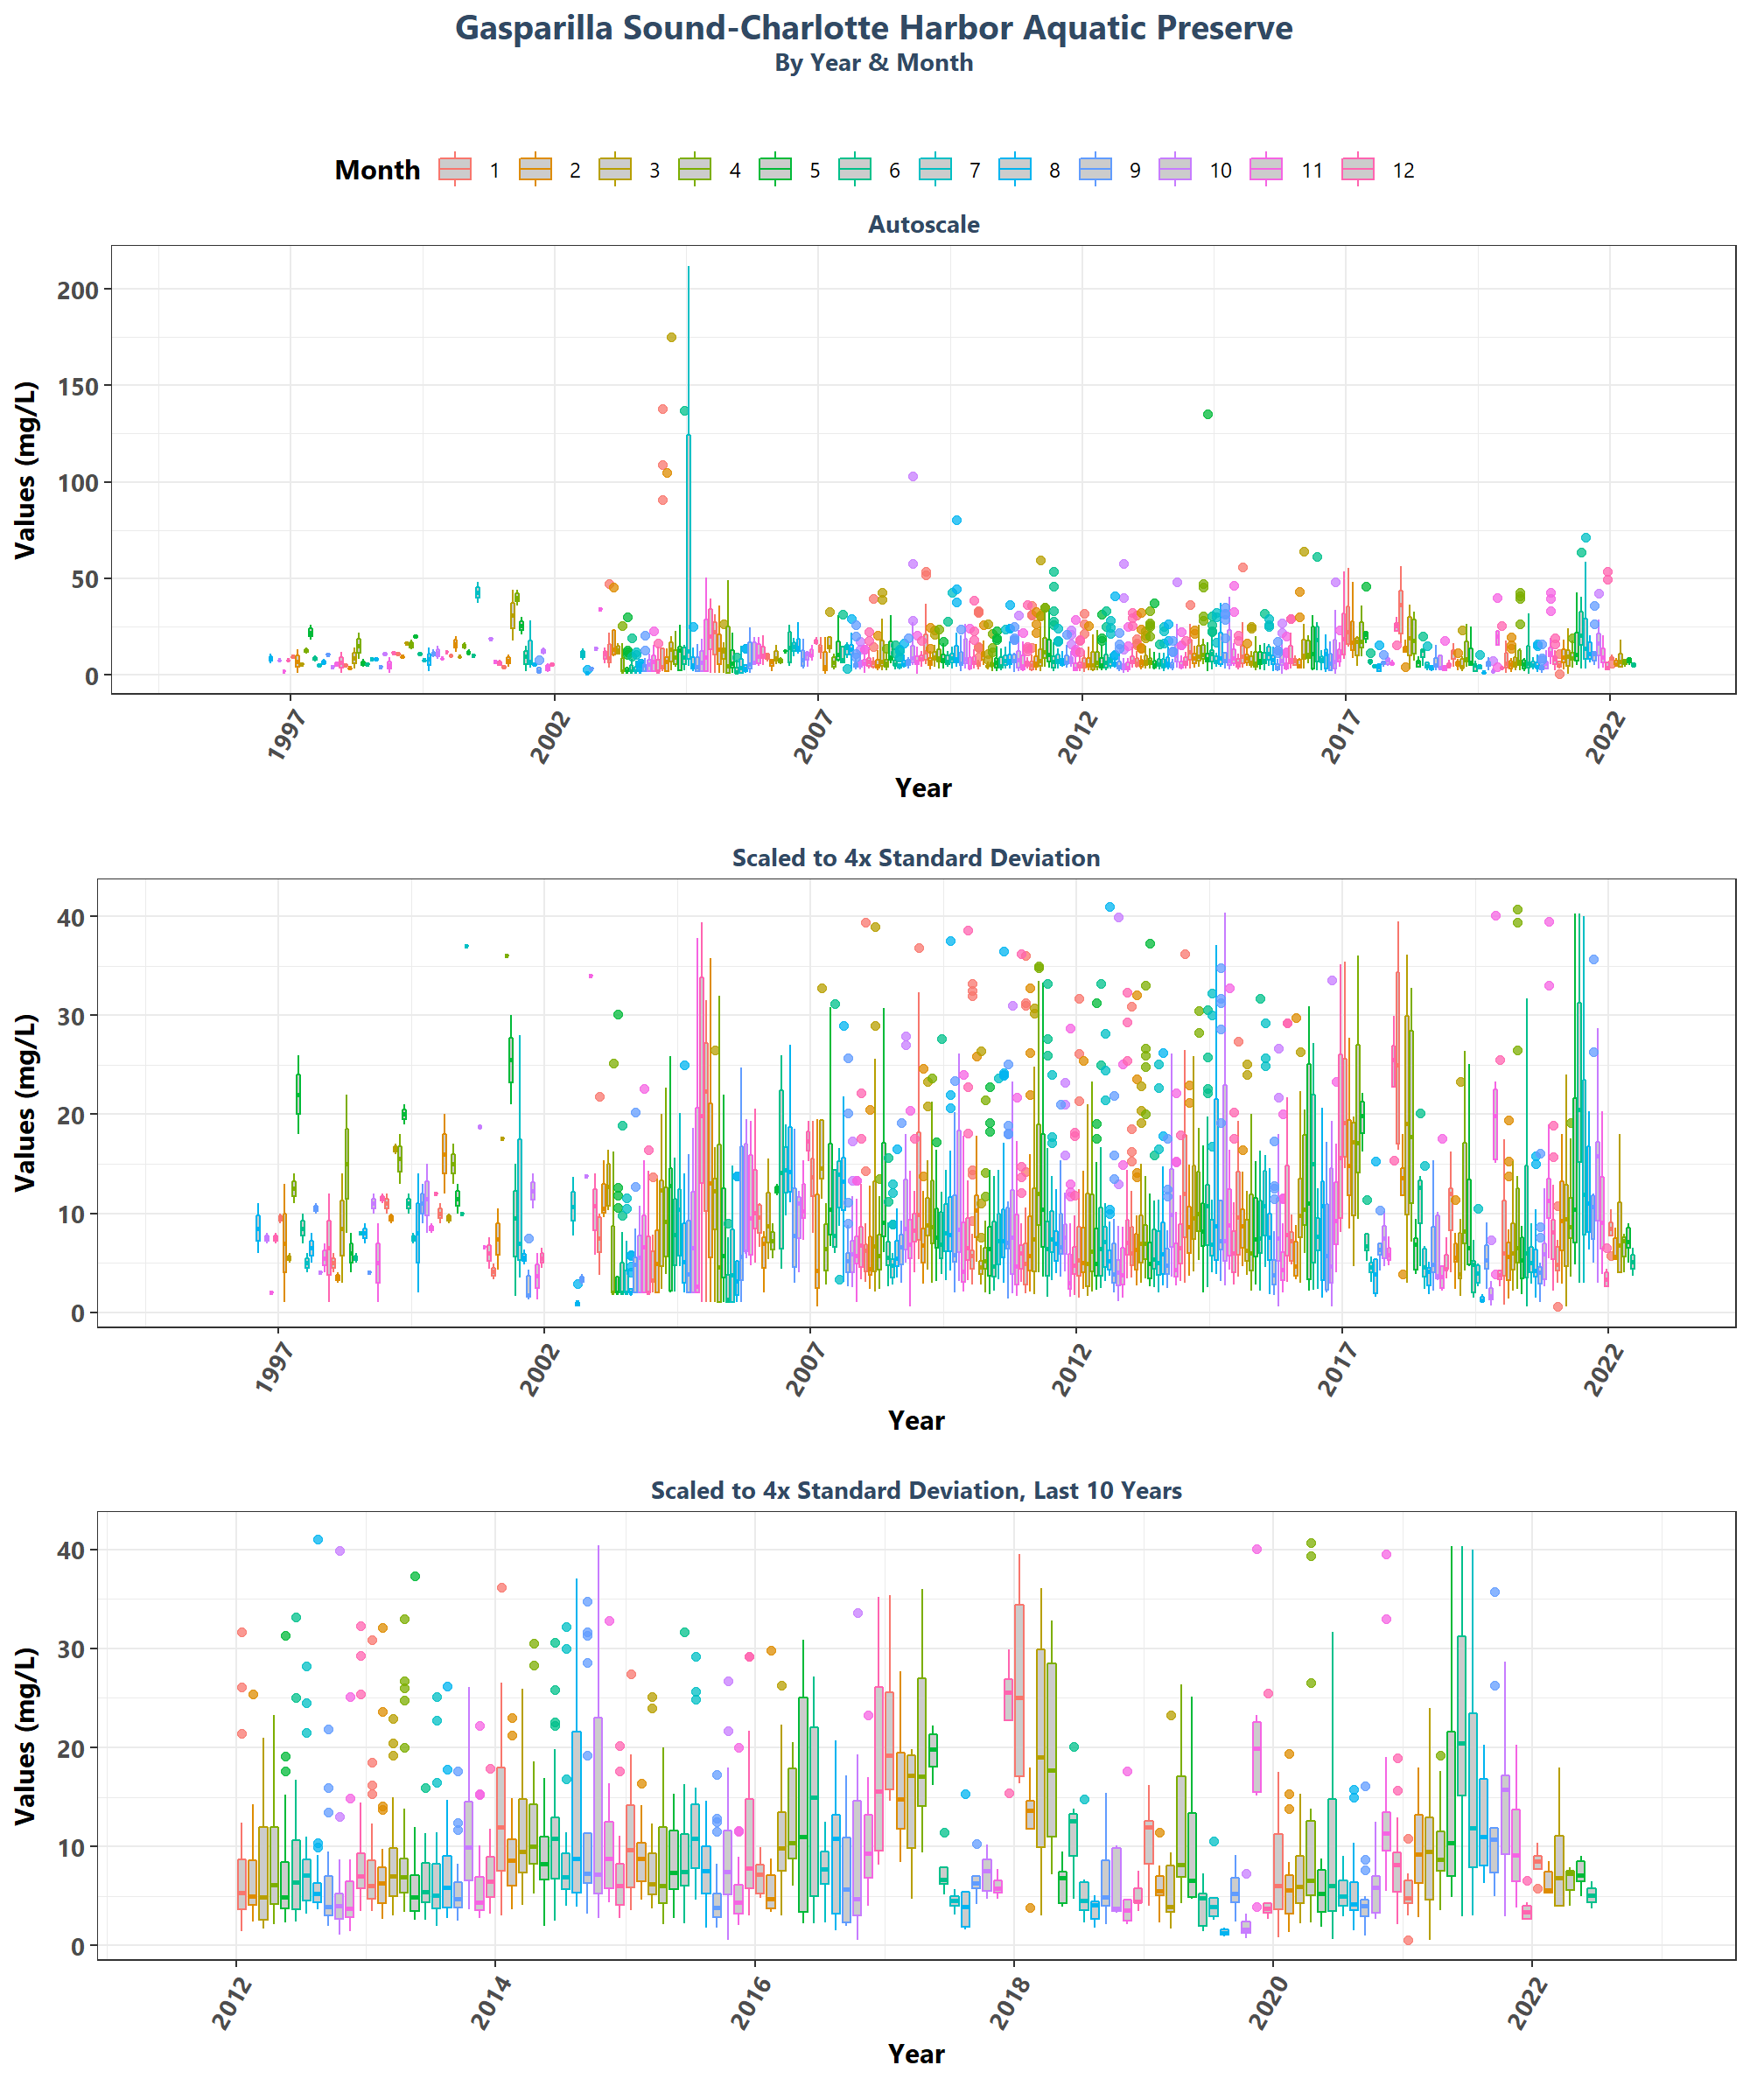 Gasparilla Sound-Charlotte Harbor Aquatic Preserve
By Year & Month
Month 1 2 3 4 5 6 7 8 9 10 11 12
Autoscale
Values (mg/L)
200
150
100
50
0
1997 2002 2007 2012 2017 2022
Year
Scaled to 4x Standard Deviation
Values (mg/L)
40
30
20
10
0
1997 2002 2007 2012 2017 2022
Year
Scaled to 4x Standard Deviation, Last 10 Years
Values (mg/L)
40
30
20
10
0
2012 2014 2016 2018 2020 2022
Year